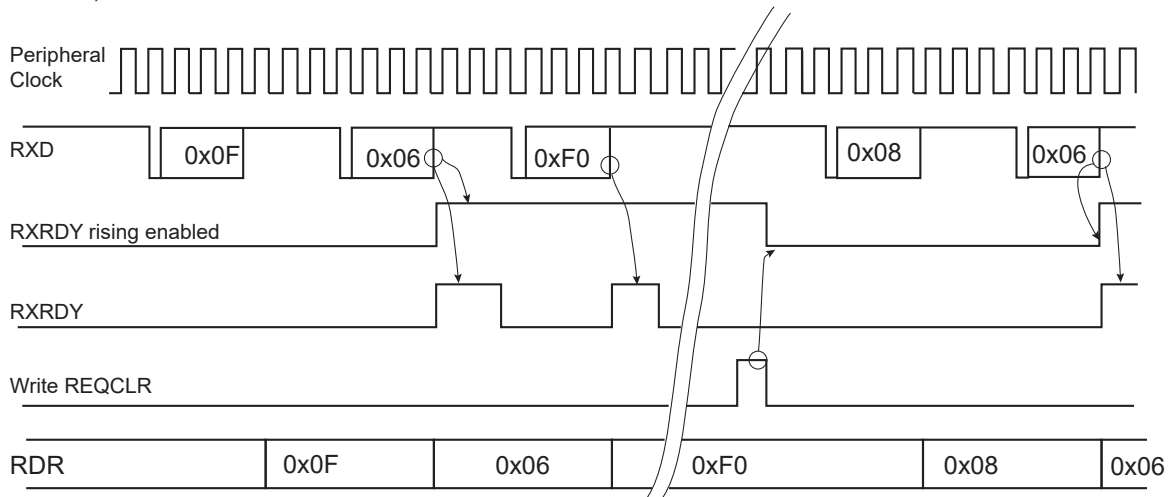 Peripheral
Clock
RXD 0x0F 0x06 0xF0 0x08 0x06
RXRDY rising enabled
RXRDY
Write REQCLR
RDR 0x0F 0x06 0xF0 0x08 0x06